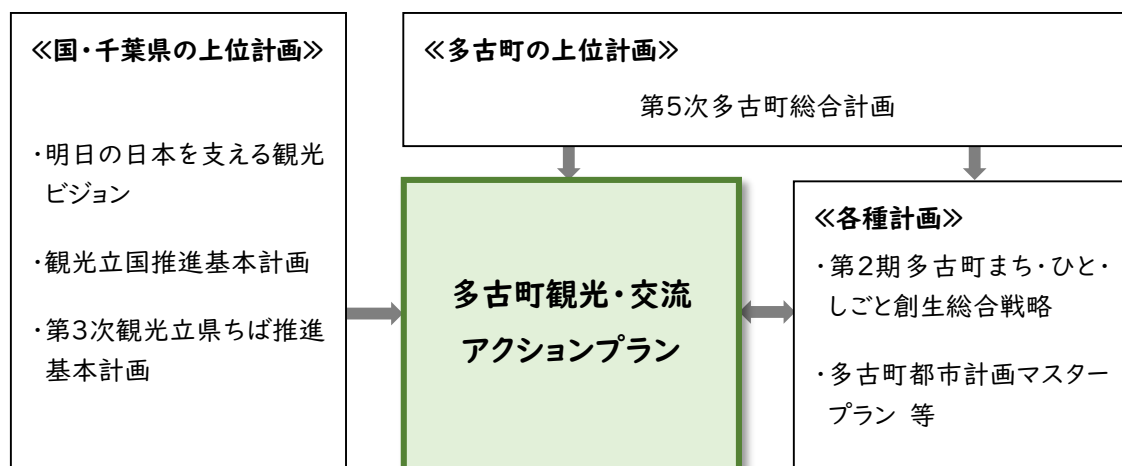 ≪国・千葉県の上位計画≫
・明日の日本を支える観光
ビジョン
・観光立国推進基本計画
・第3次観光立県ちば推進
基本計画
≪多古町の上位計画≫
第5次多古町総合計画
多古町観光・交流
アクションプラン
≪各種計画≫
・第2期多古町まち・ひと・
しごと創生総合戦略
・多古町都市計画マスター
プラン 等